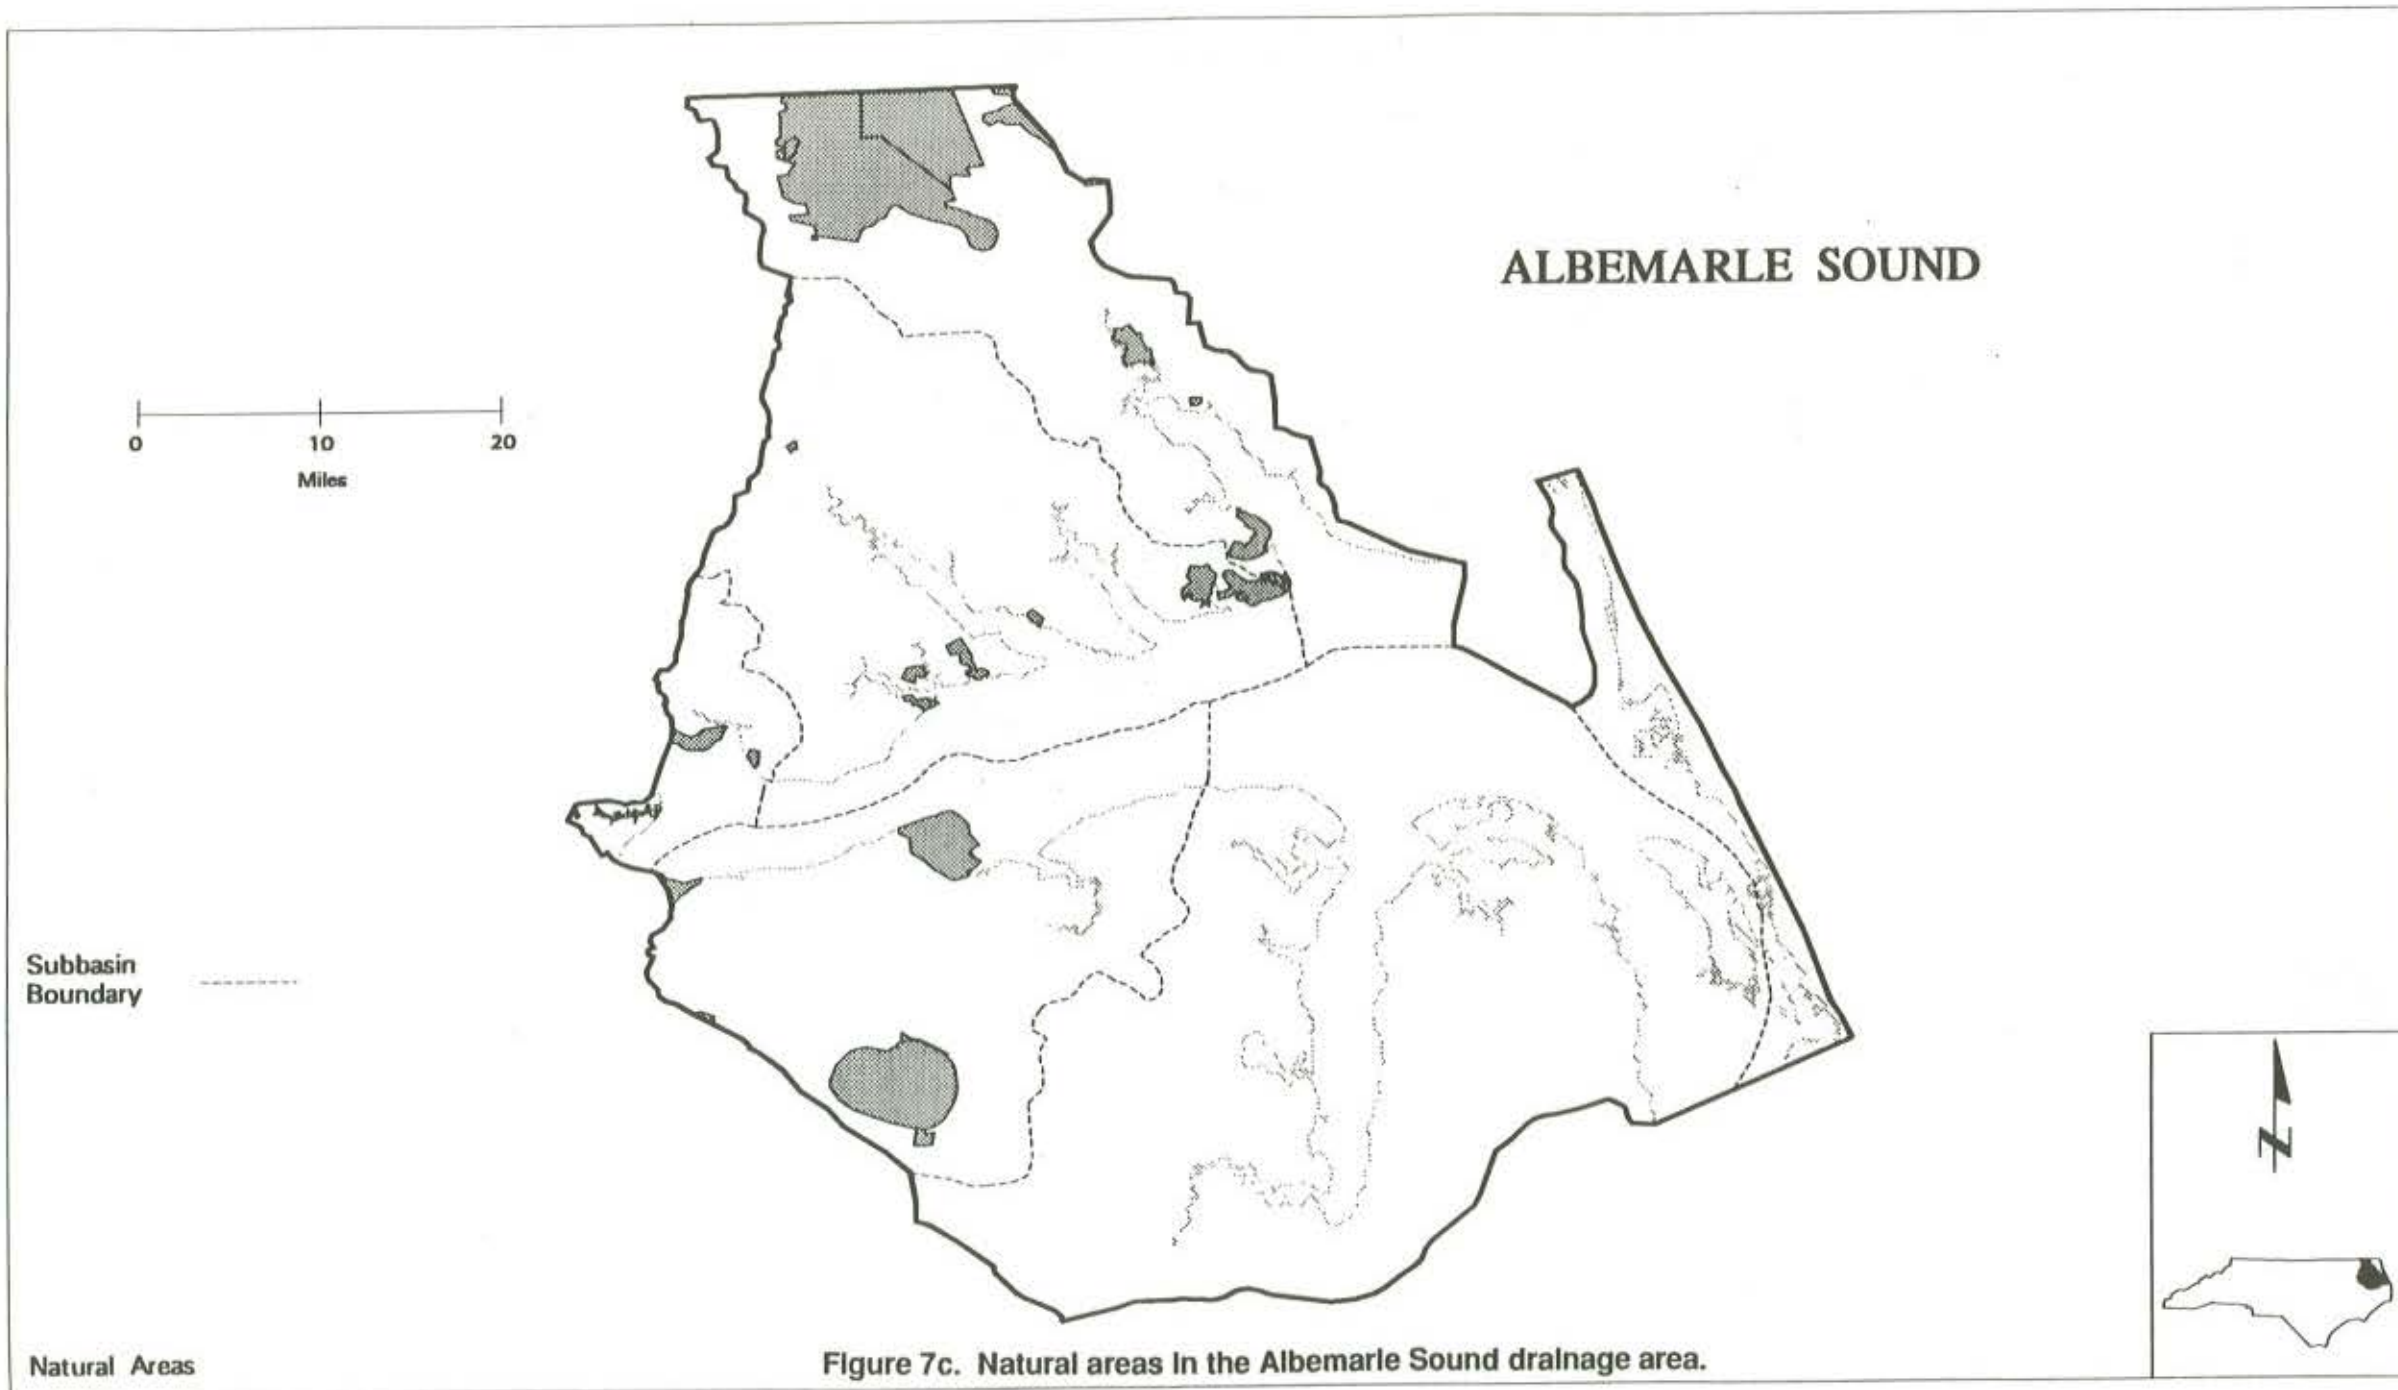 ALBEMARLE SOUND
0 10 20
Miles
Subbasin
Boundary
N
Natural Areas
Figure 7c. Natural areas in the Albemarle Sound drainage area.